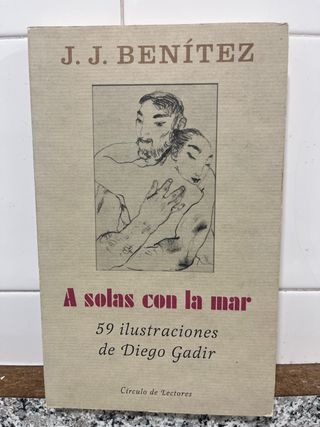 J. J. BENÍTEZ
A solas con la mar
59 ilustraciones
de Diego Gadir
Círculo de Lectores